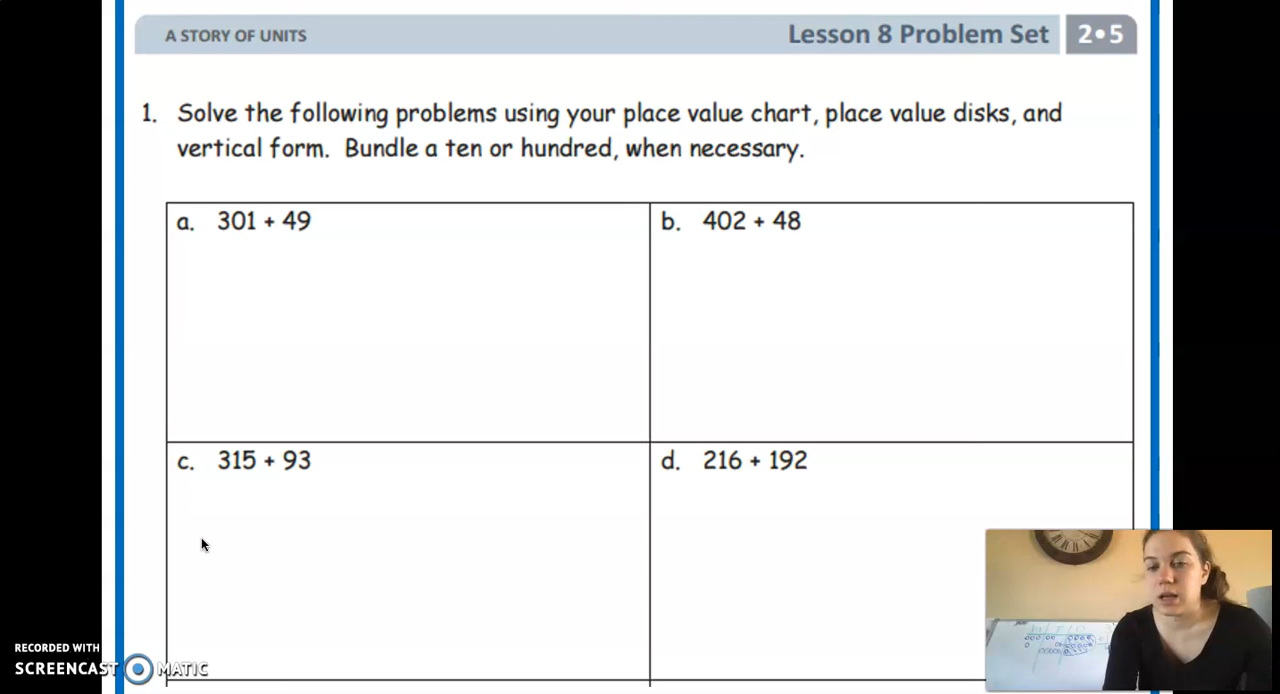 A STORY OF UNITS
Lesson 8 Problem Set
2•5
1. Solve the following problems using your place value chart, place value disks, and
vertical form. Bundle a ten or hundred, when necessary.
a. 301 + 49
b. 402 + 48
c. 315 + 93
d. 216 + 192
RECORDED WITH
SCREENCAST MATIC